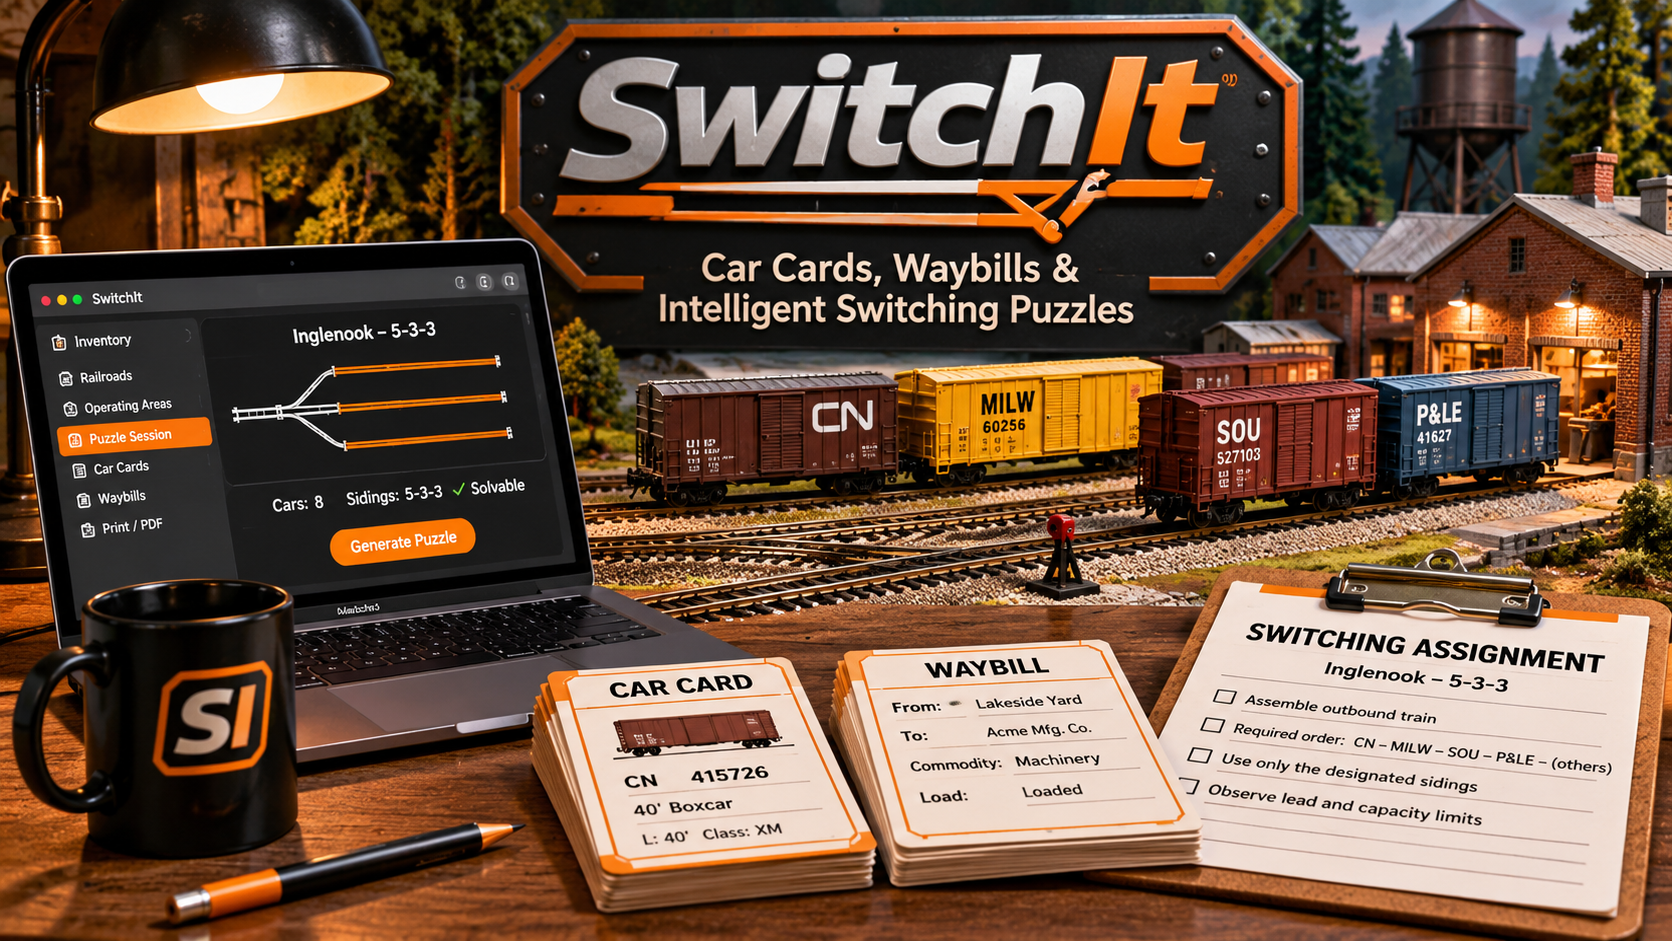 SwitchIt
Car Cards, Waybills &
Intelligent Switching Puzzles
SwitchIt
Inventory
Railroads
Operating Areas
Puzzle Session
Car Cards
Waybills
Print / PDF
Inglenook – 5-3-3
Cars: 8 Sidings: 5-3-3 ✓ Solvable
Generate Puzzle
CN
MILW
60256
SOU
527103
P&LE
41627
SI
CAR CARD
CN 415726
40' Boxcar
L: 40' Class: XM
WAYBILL
From: Lakeside Yard
To: Acme Mfg. Co.
Commodity: Machinery
Load: Loaded
SWITCHING ASSIGNMENT
Inglenook – 5-3-3
Assemble outbound train
Required order: CN – MILW – SOU – P&LE – (others)
Use only the designated sidings
Observe lead and capacity limits